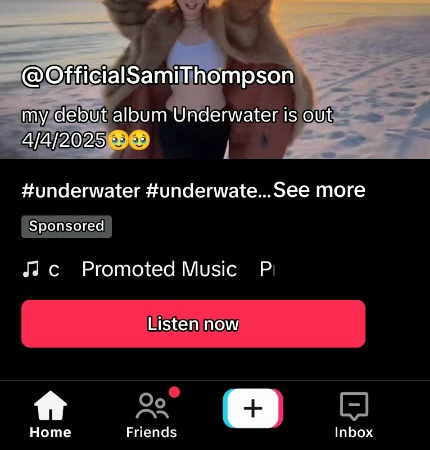 @OfficialSamiThompson
my debut album Underwater is out
4/4/2025🥹🥹
#underwater #underwate...See more
Sponsored
c Promoted Music
Listen now
Home Friends Inbox